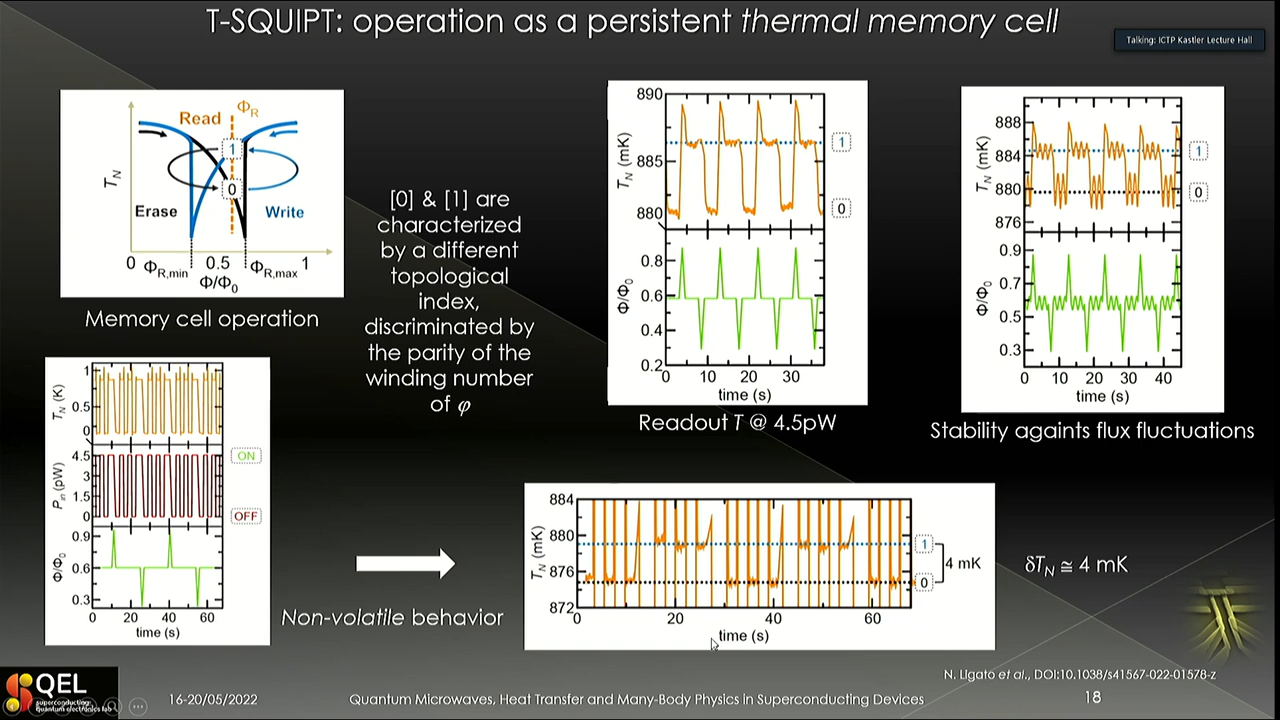 T-SQUIPT: operation as a persistent thermal memory cell
Talking: ICTP Kastler Lecture Hall
Read
Φ_R
1
0
T_N
Erase
Write
0 Φ_R,min 0.5 Φ_R,max 1
Φ/Φ_0
Memory cell operation
[0] & [1] are
characterized
by a different
topological
index,
discriminated by
the parity of the
winding number
of φ
890
885
880
T_N (mK)
1
0
0.8
0.6
0.4
0.2
Φ/Φ_0
0 10 20 30
time (s)
Readout T @ 4.5pW
888
884
880
876
T_N (mK)
1
0
0.9
0.7
0.5
0.3
Φ/Φ_0
0 10 20 30 40
time (s)
Stability againts flux fluctuations
1
0.5
0
T_N (K)
4.5
3
1.5
0
P_in (pW)
ON
OFF
0.9
0.6
0.3
Φ/Φ_0
0 20 40 60
time (s)
Non-volatile behavior
884
880
876
872
T_N (mK)
1
0
4 mK
0 20 40 60
time (s)
δT_N ≅ 4 mK
N. Ligato et al., DOI:10.1038/s41567-022-01578-z
QEL
superconducting
quantum electronics lab
16-20/05/2022
Quantum Microwaves, Heat Transfer and Many-Body Physics in Superconducting Devices
18